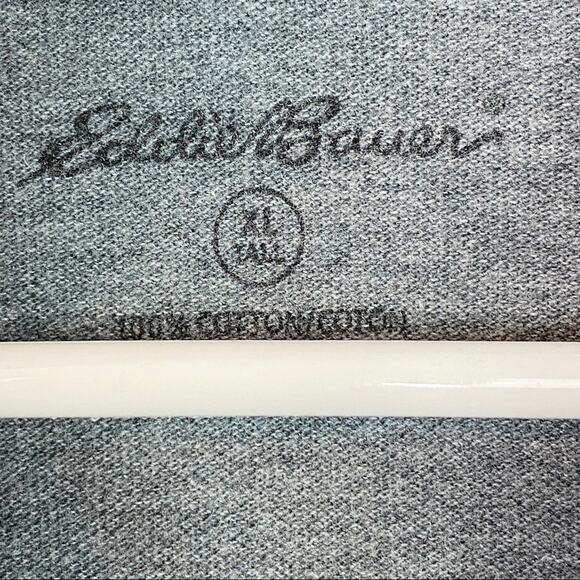 Eddie Bauer®
XL
TALL
100% COTTON/COTON